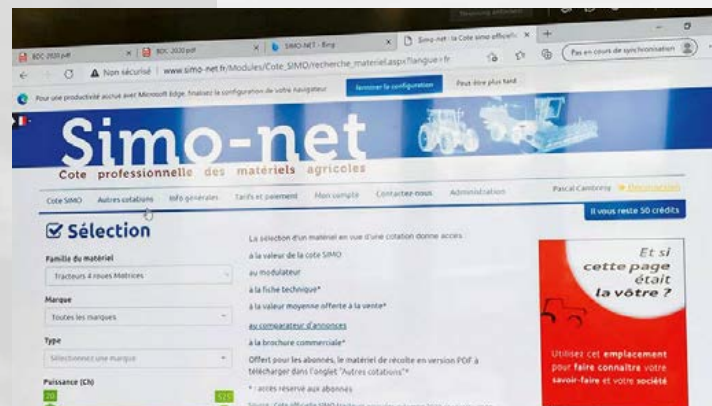 BDC-2020.pdf
BDC-2020.pdf
SIMO-NET - Bing
Simo-net : la Cote simo officielle
Non sécurisé www.simo-net.fr/Modules/Cote_SIMO/recherche_materiel.aspx?langue=fr
Pas en cours de synchronisation
Pour une productivité accrue avec Microsoft Edge, finalisez la configuration de votre navigateur
Terminer la configuration
Peut-être plus tard
Simo-net
Cote professionnelle des matériels agricoles
Cote SIMO Autres cotations Info générales Tarifs et paiement Mon compte Contactez-nous Administration
Pascal Déconnexion
Il vous reste 50 crédits
Sélection
Famille du matériel
Tracteurs 4 roues Motrices
Marque
Toutes les marques
Type
Sélectionnez une marque
Puissance (Ch)
20
525
La sélection d'un matériel en vue d'une cotation donne accès :
à la valeur de la cote SIMO
au modulateur
à la fiche technique*
à la valeur moyenne offerte à la vente*
au comparateur d'annonces
à la brochure commerciale*
Offert pour les abonnés, le matériel de récolte en version PDF à
télécharger dans l'onglet "Autres cotations"*
* : accès réservé aux abonnés
Et si
cette page
était
la vôtre ?
Utilisez cet emplacement
pour faire connaître votre
savoir-faire et votre société